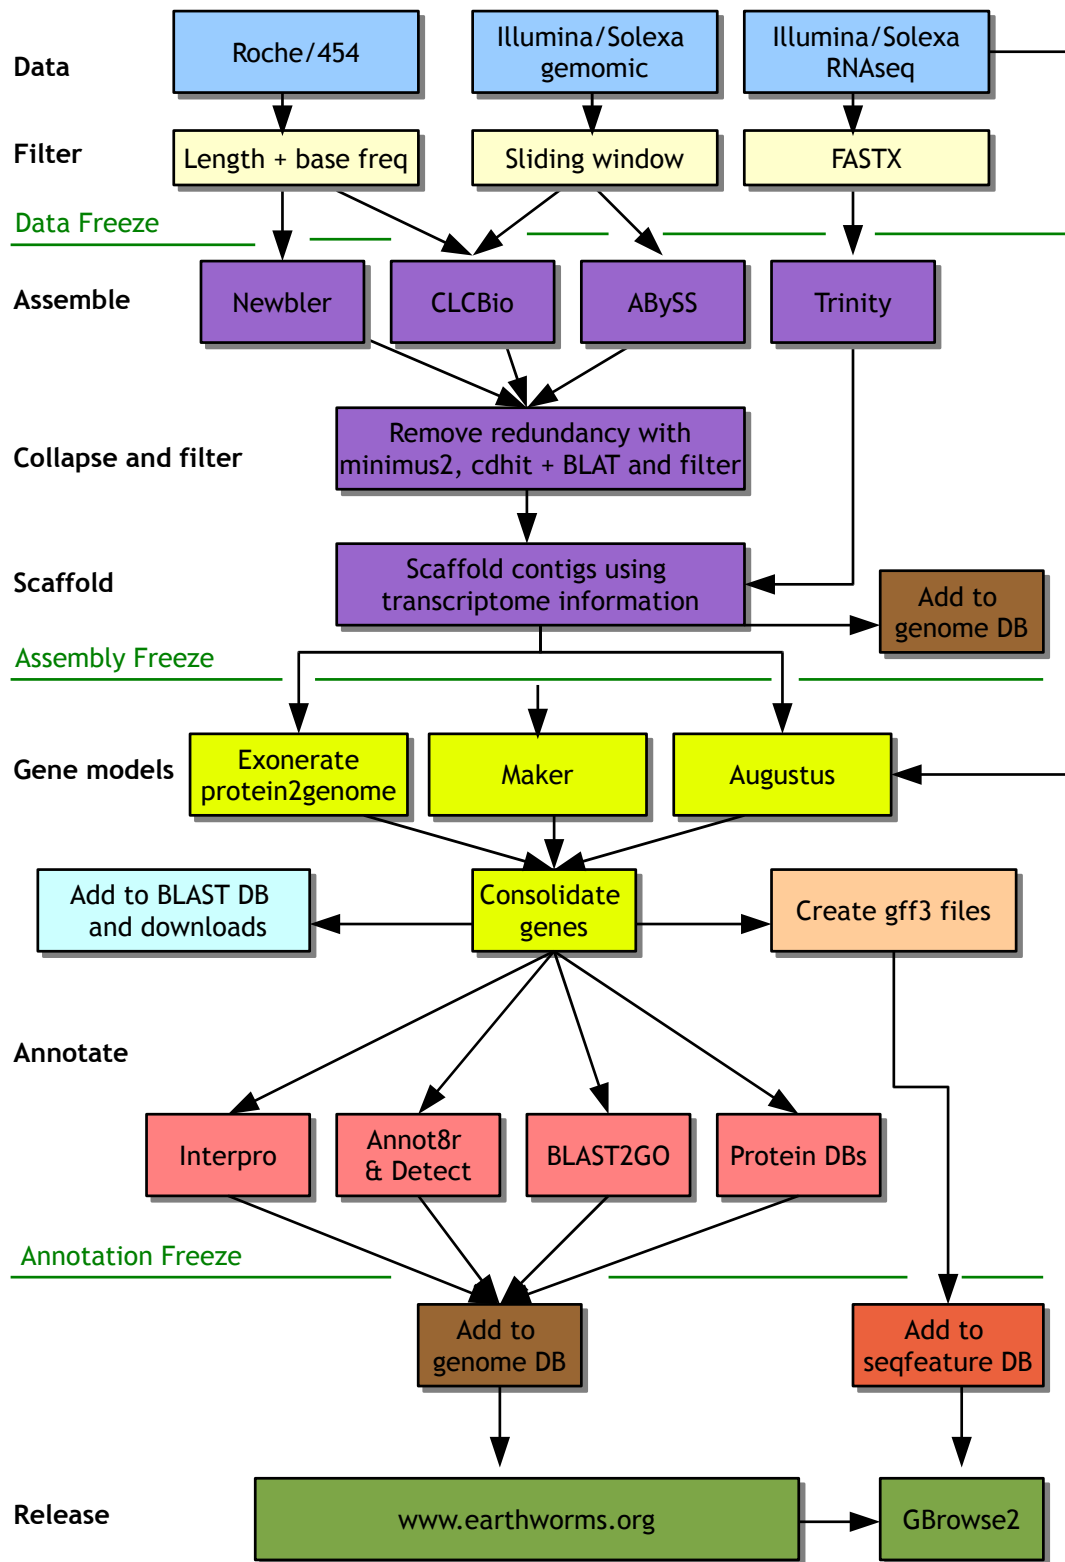 Data
Roche/454
Illumina/Solexa
gemomic
Illumina/Solexa
RNAseq
Filter
Length + base freq
Sliding window
FASTX
Data Freeze
Assemble
Newbler
CLCBio
ABySS
Trinity
Collapse and filter
Remove redundancy with
minimus2, cdhit + BLAT and filter
Scaffold
Scaffold contigs using
transcriptome information
Add to
genome DB
Assembly Freeze
Gene models
Exonerate
protein2genome
Maker
Augustus
Add to BLAST DB
and downloads
Consolidate
genes
Create gff3 files
Annotate
Interpro
Annot8r
& Detect
BLAST2GO
Protein DBs
Annotation Freeze
Add to
genome DB
Add to
seqfeature DB
Release
www.earthworms.org
GBrowse2